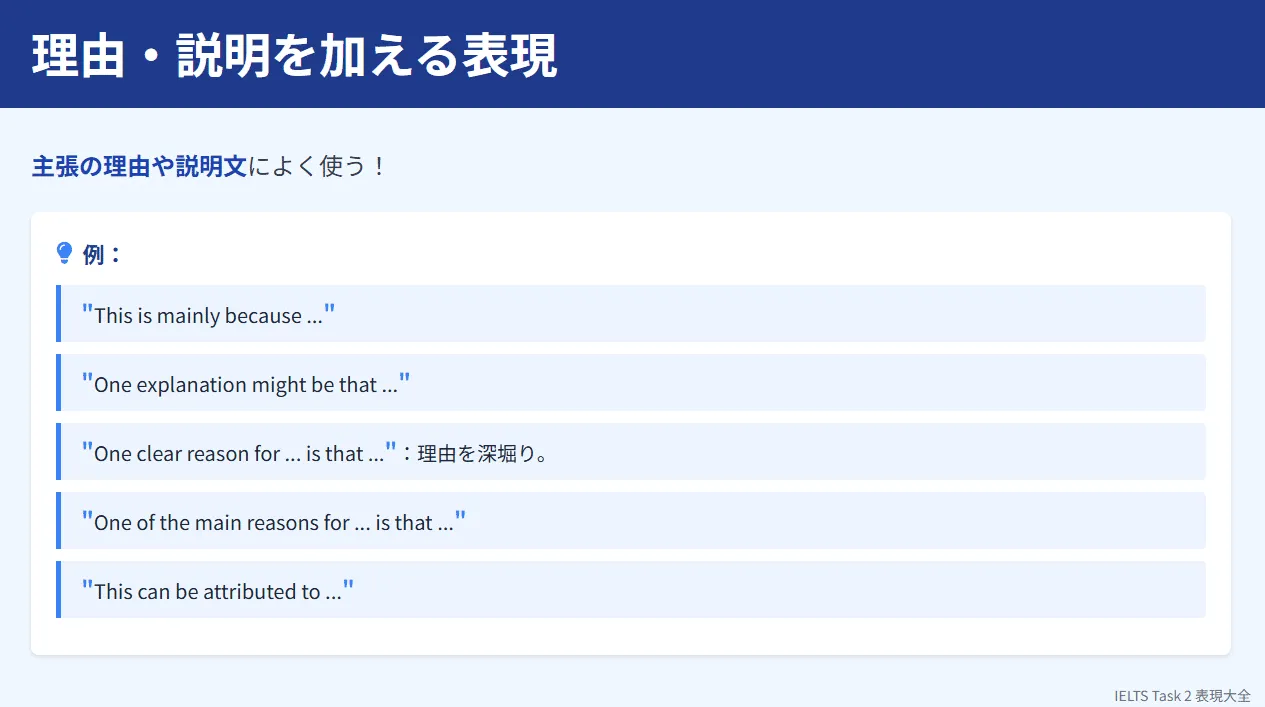 理由・説明を加える表現
主張の理由や説明文によく使う！
例：
"This is mainly because ..."
"One explanation might be that ..."
"One clear reason for ... is that ..."：理由を深堀り。
"One of the main reasons for ... is that ..."
"This can be attributed to ..."
IELTS Task 2 表現大全